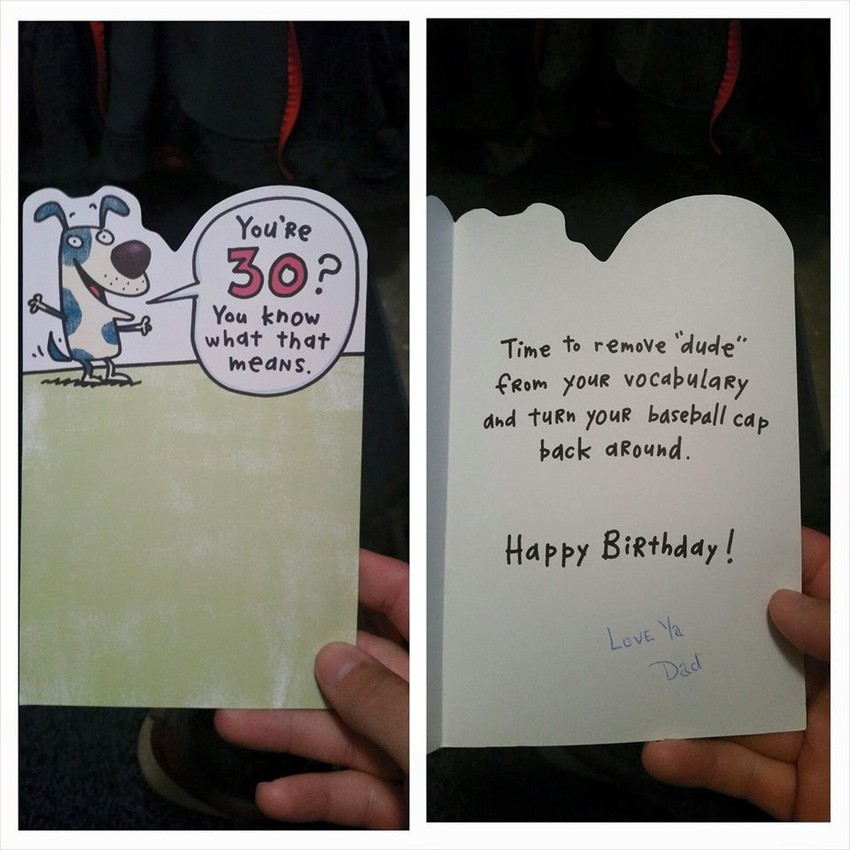 You're
30?
You know
what that
means.
Time to remove "dude"
from your vocabulary
and turn your baseball cap
back around.
Happy Birthday!
Love Ya
Dad